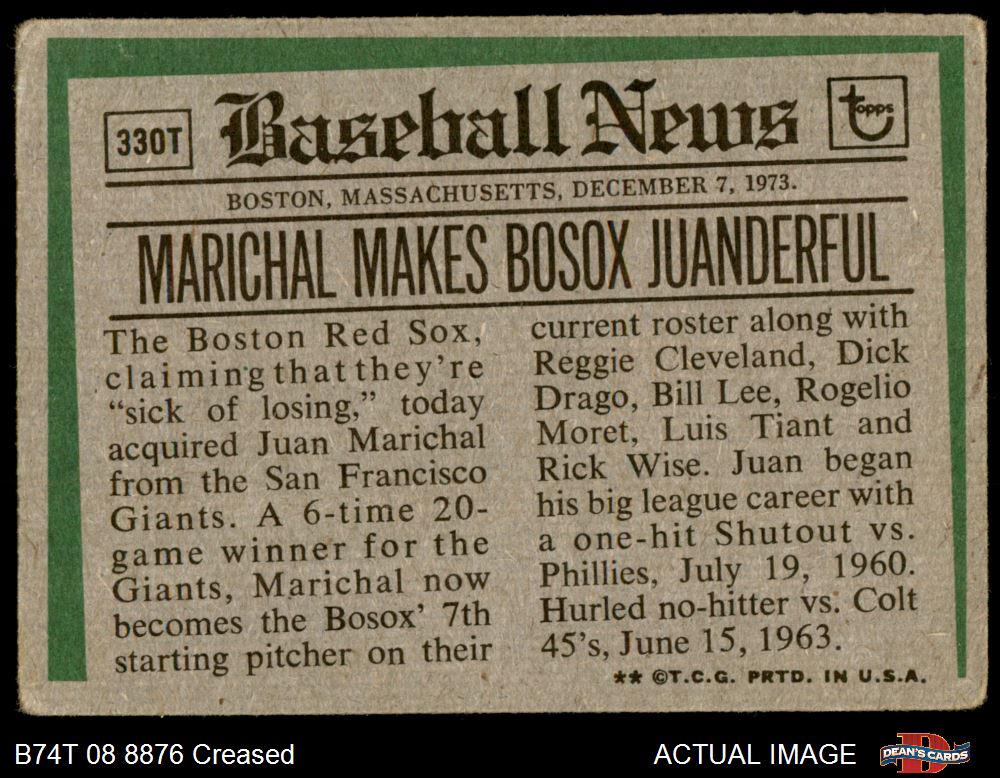 330T
Baseball News
topps
BOSTON, MASSACHUSETTS, DECEMBER 7, 1973.
MARICHAL MAKES BOSOX JUANDERFUL
The Boston Red Sox,
claiming that they're
“sick of losing,” today
acquired Juan Marichal
from the San Francisco
Giants. A 6-time 20-
game winner for the
Giants, Marichal now
becomes the Bosox' 7th
starting pitcher on their
current roster along with
Reggie Cleveland, Dick
Drago, Bill Lee, Rogelio
Moret, Luis Tiant and
Rick Wise. Juan began
his big league career with
a one-hit Shutout vs.
Phillies, July 19, 1960.
Hurled no-hitter vs. Colt
45's, June 15, 1963.
** ©T.C.G. PRTD. IN U.S.A.
B74T 08 8876 Creased
ACTUAL IMAGE
DEAN'S CARDS